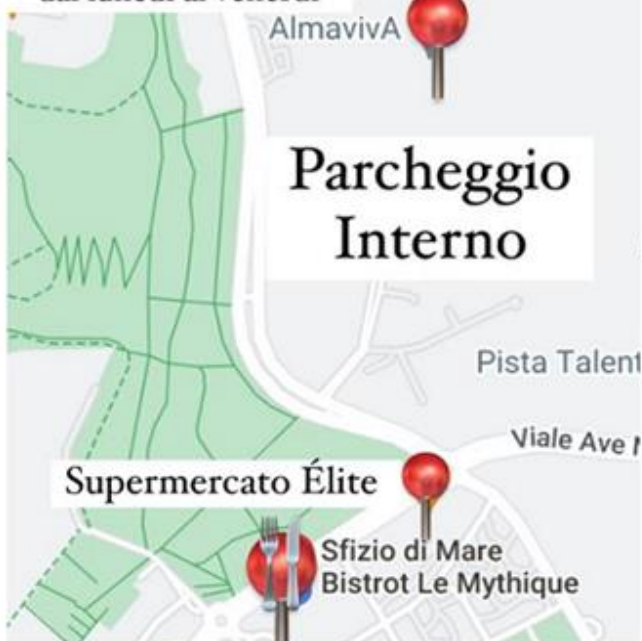 AlmavivA
Parcheggio
Interno
Pista Talent
Viale Ave
Supermercato Élite
Sfizio di Mare
Bistrot Le Mythique